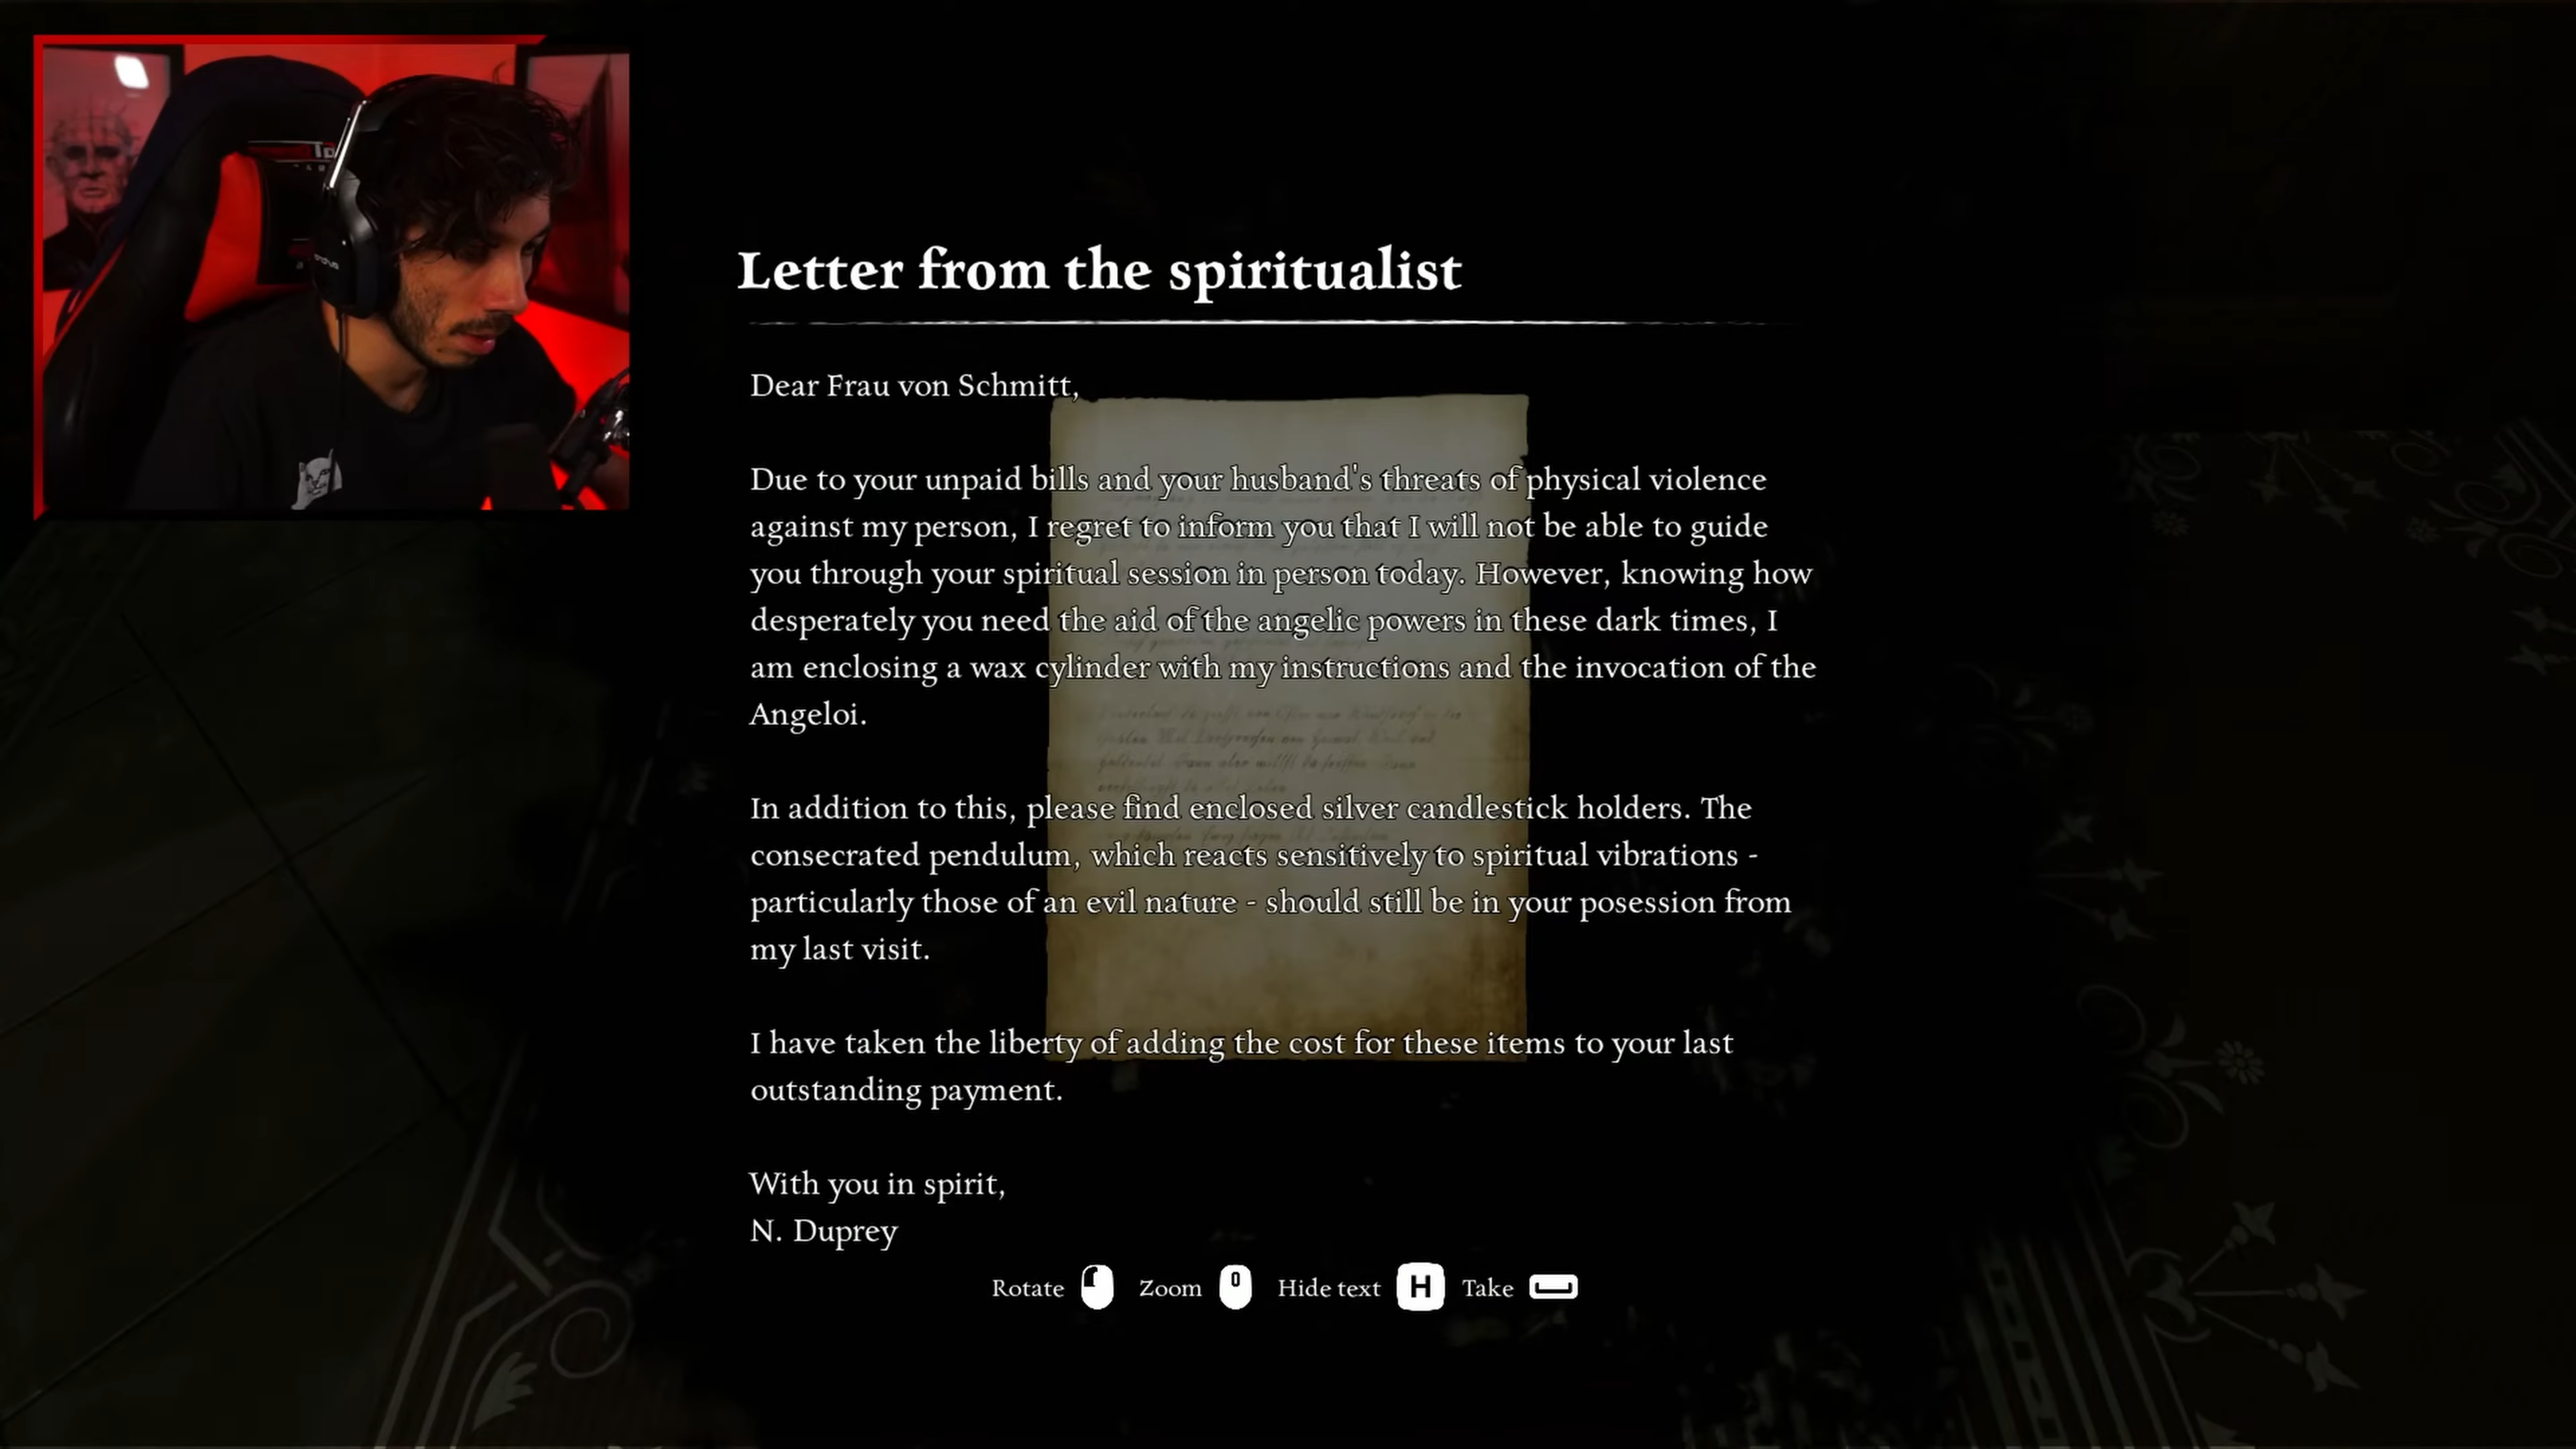 Letter from the spiritualist
Dear Frau von Schmitt,
Due to your unpaid bills and your husband's threats of physical violence
against my person, I regret to inform you that I will not be able to guide
you through your spiritual session in person today. However, knowing how
desperately you need the aid of the angelic powers in these dark times, I
am enclosing a wax cylinder with my instructions and the invocation of the
Angeloi.
In addition to this, please find enclosed silver candlestick holders. The
consecrated pendulum, which reacts sensitively to spiritual vibrations -
particularly those of an evil nature - should still be in your posession from
my last visit.
I have taken the liberty of adding the cost for these items to your last
outstanding payment.
With you in spirit,
N. Duprey
Rotate Zoom Hide text H Take